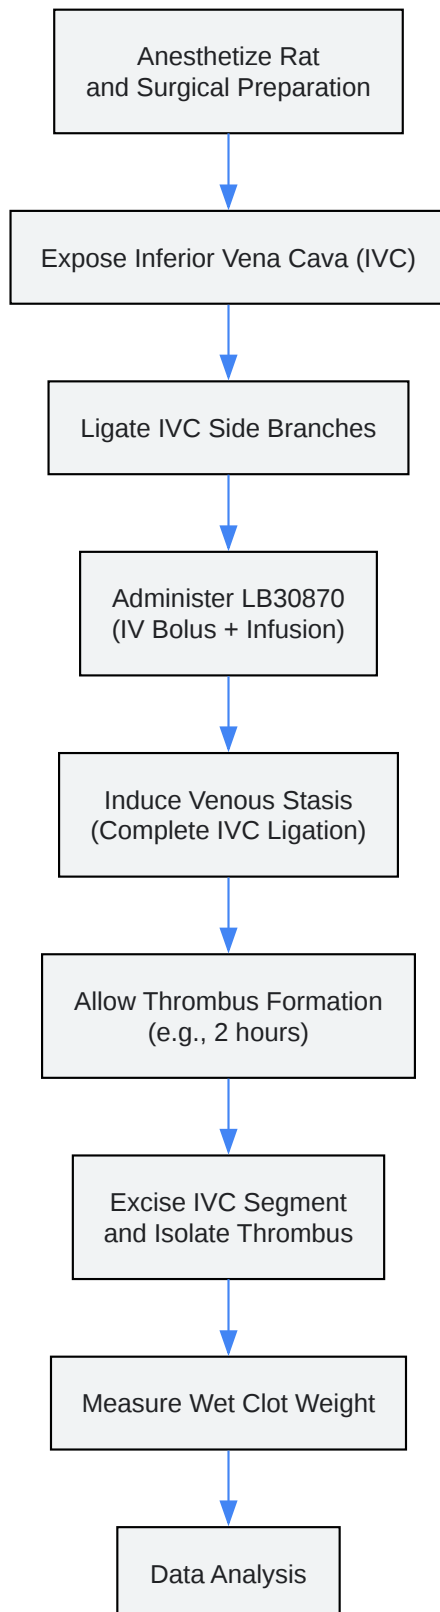 Anesthetize Rat
and Surgical Preparation
Expose Inferior Vena Cava (IVC)
Ligate IVC Side Branches
Administer LB30870
(IV Bolus + Infusion)
Induce Venous Stasis
(Complete IVC Ligation)
Allow Thrombus Formation
(e.g., 2 hours)
Excise IVC Segment
and Isolate Thrombus
Measure Wet Clot Weight
Data Analysis